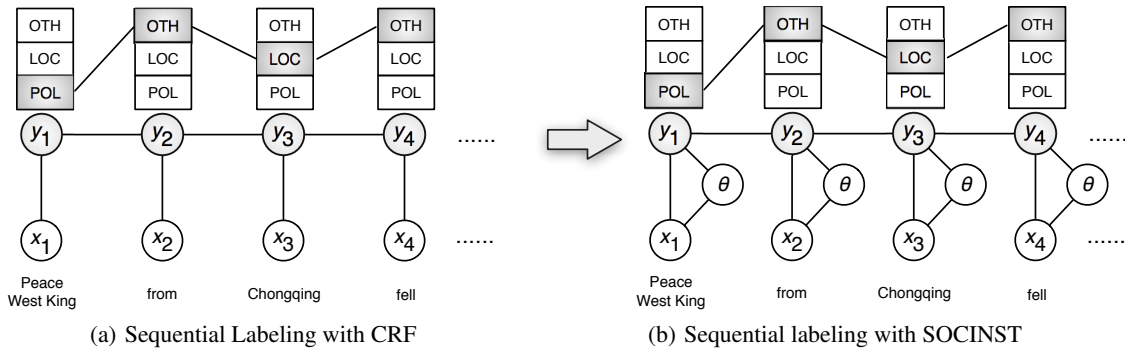 OTH OTH OTH OTH OTH OTH OTH OTH
LOC LOC LOC LOC LOC LOC LOC LOC
POL POL POL POL POL POL POL POL
y1 y2 y3 y4 ...... y1 y2 y3 y4 ......
θ θ θ θ
x1 x2 x3 x4 ...... x1 x2 x3 x4 ......
Peace West King from Chongqing fell
Peace West King from Chongqing fell
(a) Sequential Labeling with CRF
(b) Sequential labeling with SOCINST